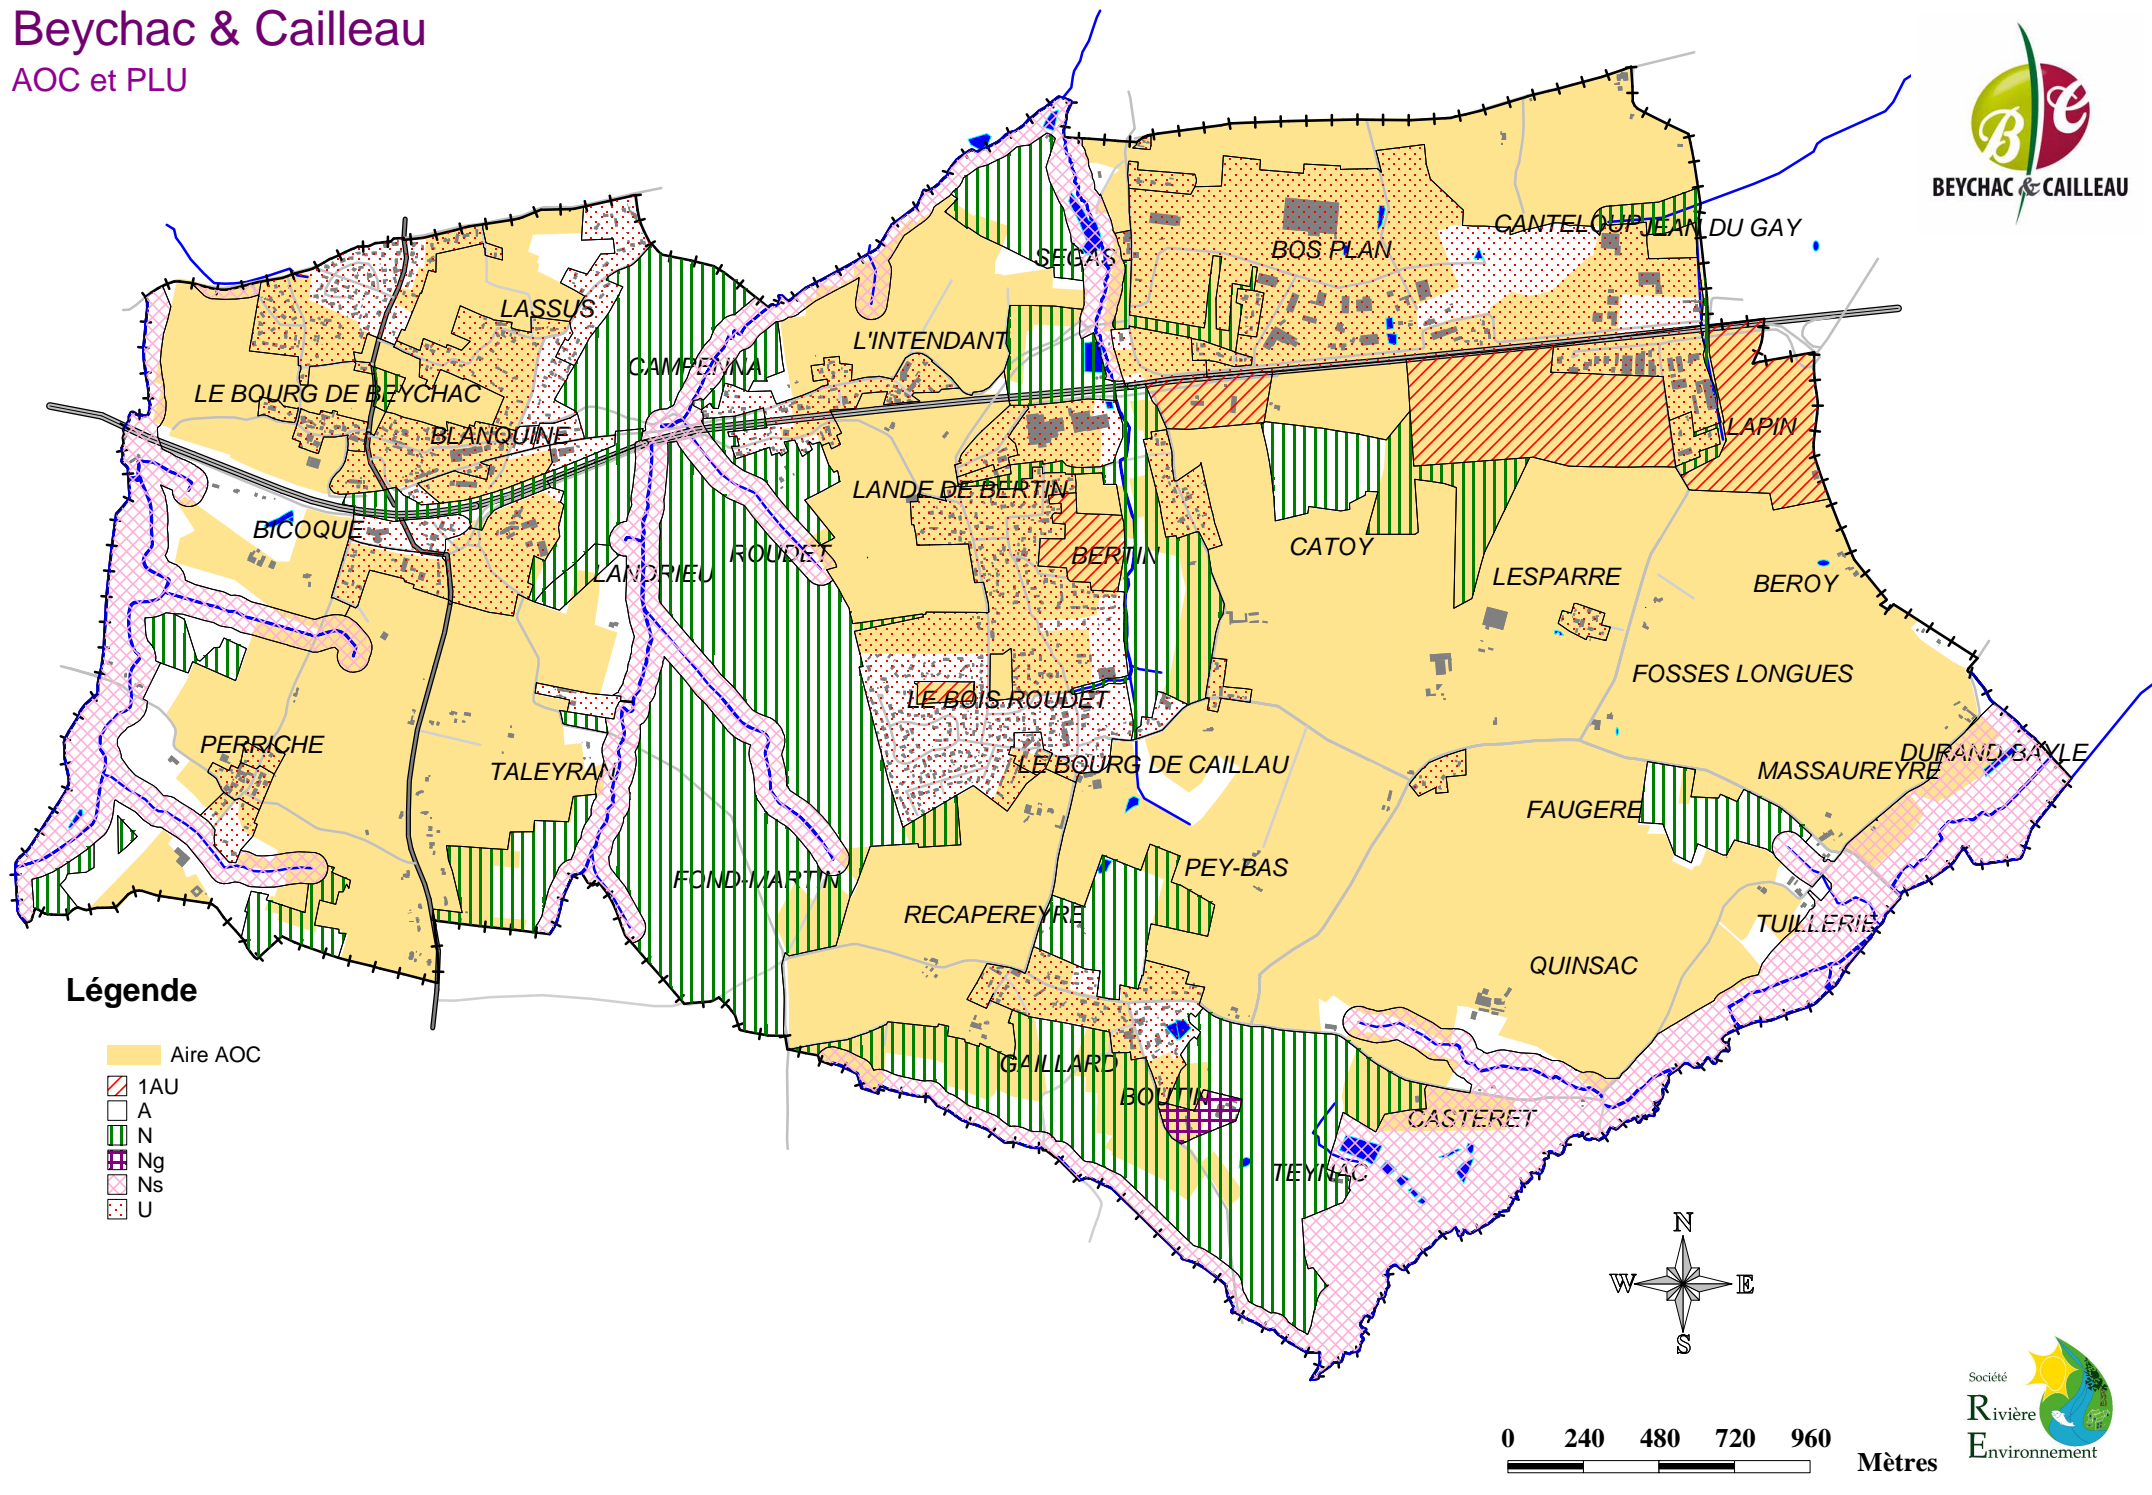 Beychac & Cailleau
AOC et PLU
B C
BEYCHAC & CAILLEAU
CANTELOUP
JEAN DU GAY
BOS PLAN
SEGAS
LASSUS
L'INTENDANT
CAMPENNA
LE BOURG DE BEYCHAC
BLANQUINE
LAPIN
LANDE DE BERTIN
BICOQUE
ROUDET
BERTIN
CATOY
LANDRIEU
LESPARRE
BEROY
FOSSES LONGUES
LE BOIS ROUDET
PERRICHE
TALEYRAN
LE BOURG DE CAILLAU
DURAND-BAYLE
MASSAUREYRE
FAUGERE
PEY-BAS
FOND-MARTIN
RECAPEREYRE
TUILLERIE
QUINSAC
GAILLARD
BOUTIN
CASTERET
TEYNAC
Légende
Aire AOC
1AU
A
N
Ng
Ns
U
N
W E
S
0 240 480 720 960
Mètres
Société
Rivière
Environnement